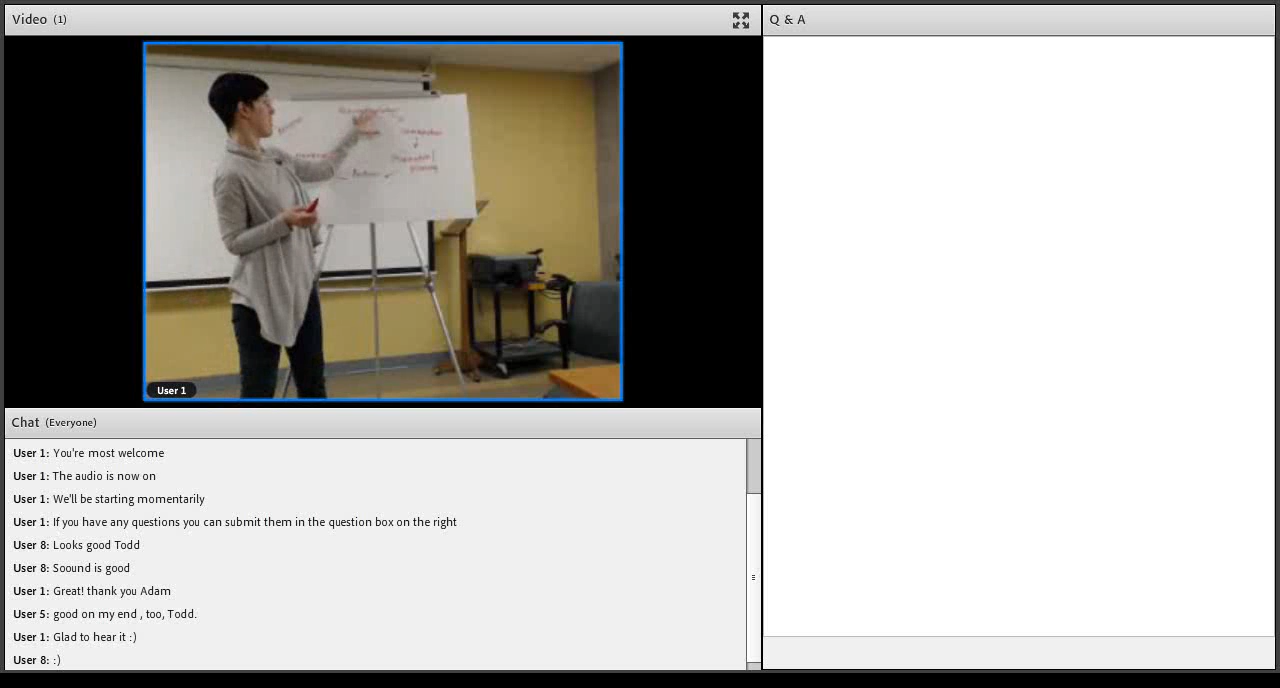 Video (1)
Q & A
User 1
Chat (Everyone)
User 1: You're most welcome
User 1: The audio is now on
User 1: We'll be starting momentarily
User 1: If you have any questions you can submit them in the question box on the right
User 8: Looks good Todd
User 8: Soound is good
User 1: Great! thank you Adam
User 5: good on my end , too, Todd.
User 1: Glad to hear it :)
User 8: :)